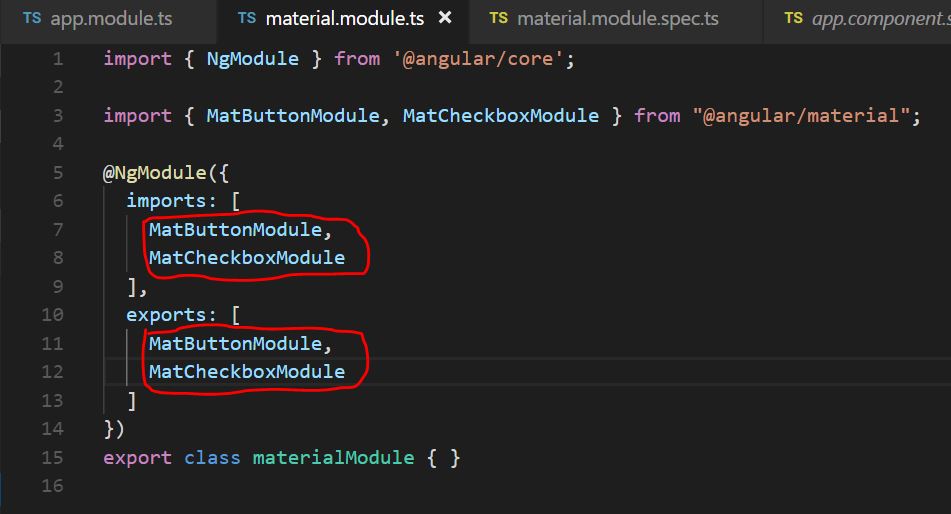 TS app.module.ts TS material.module.ts × TS material.module.spec.ts TS app.component.s
1 import { NgModule } from '@angular/core';
2
3 import { MatButtonModule, MatCheckboxModule } from "@angular/material";
4
5 @NgModule({
6 imports: [
7 MatButtonModule,
8 MatCheckboxModule
9 ],
10 exports: [
11 MatButtonModule,
12 MatCheckboxModule
13 ]
14 })
15 export class materialModule { }
16